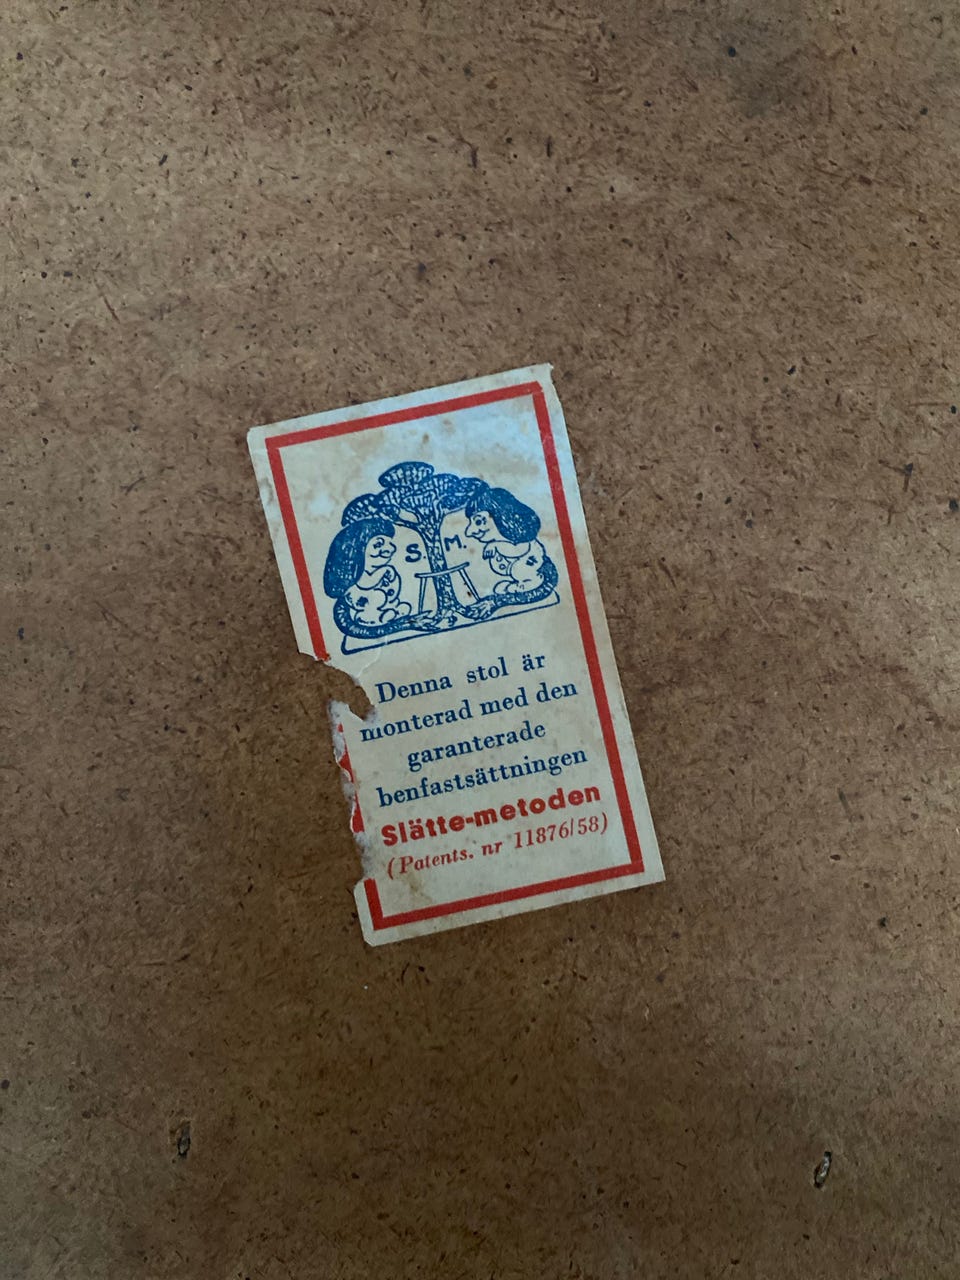 S. M.
Denna stol är
monterad med den
garanterade
benfastsättningen
Slätte-metoden
(Patents. nr 11876/58)